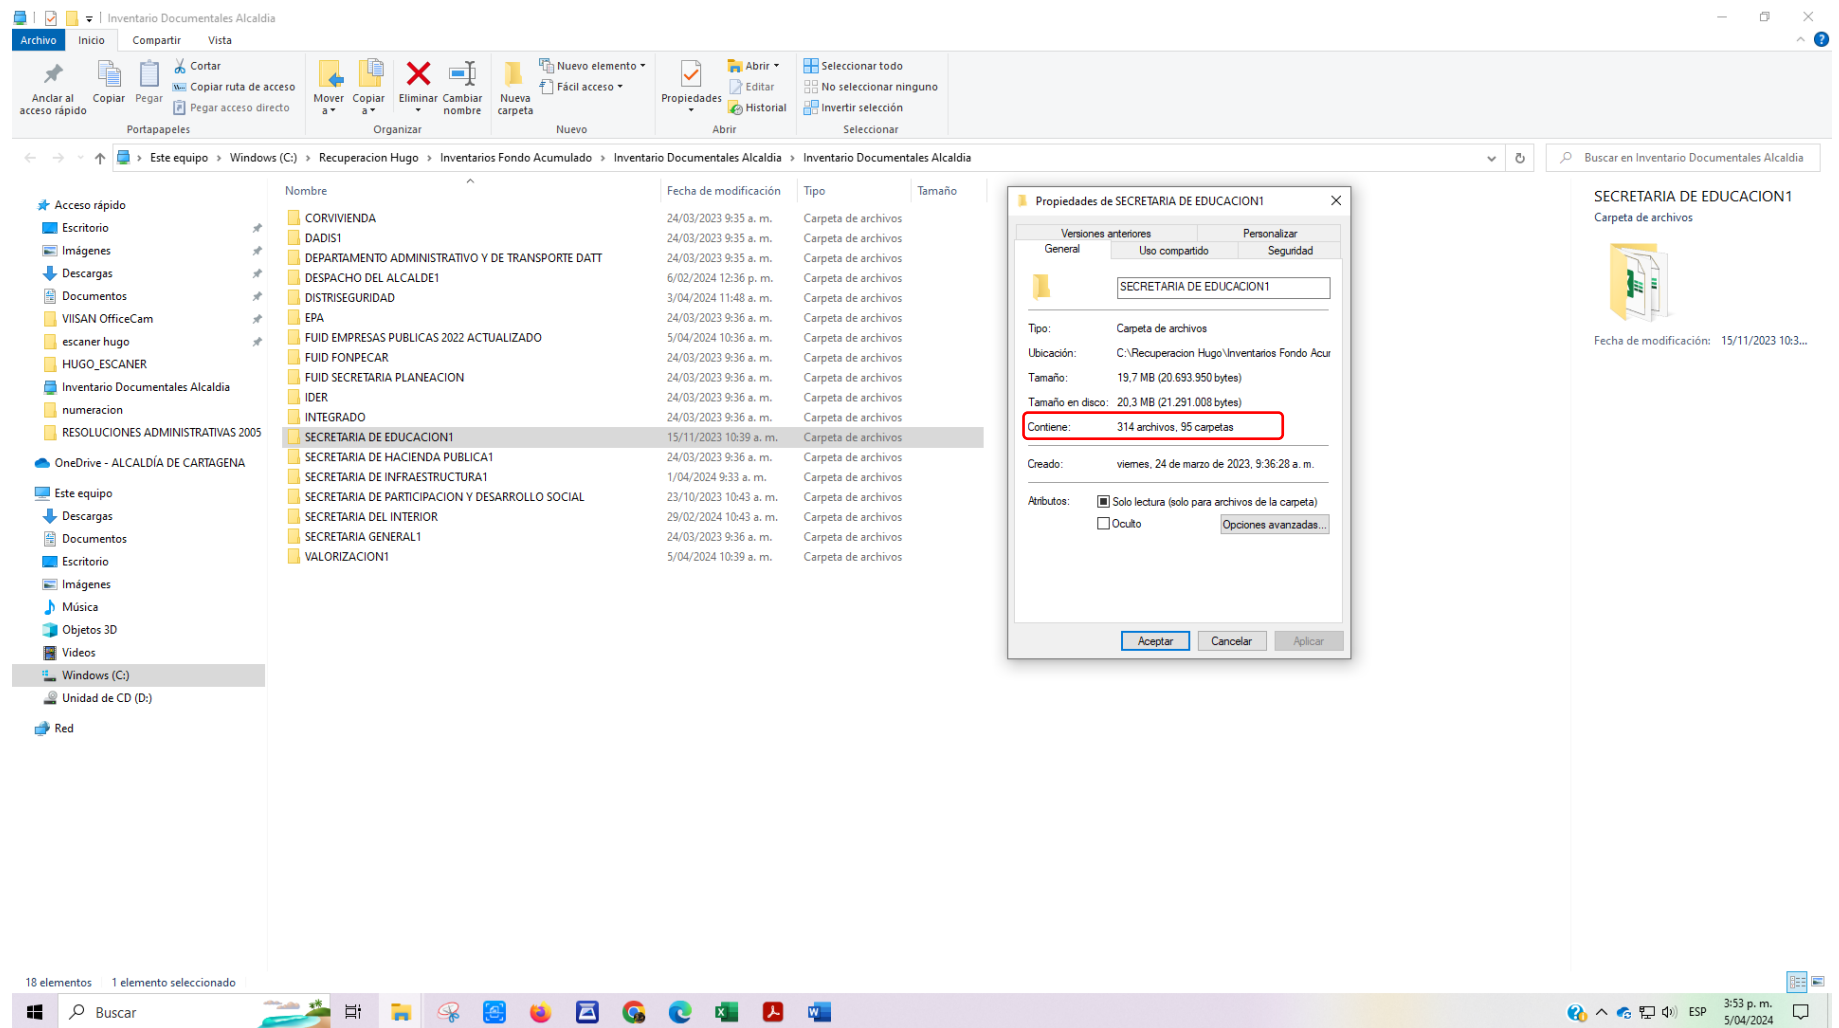 Inventario Documentales Alcaldia
Archivo Inicio Compartir Vista
Anclar al acceso rápido
Copiar
Pegar
Cortar
Copiar ruta de acceso
Pegar acceso directo
Portapapeles
Mover a
Copiar a
Eliminar
Cambiar nombre
Organizar
Nueva carpeta
Nuevo elemento
Fácil acceso
Nuevo
Propiedades
Abrir
Editar
Historial
Abrir
Seleccionar todo
No seleccionar ninguno
Invertir selección
Seleccionar
Este equipo › Windows (C:) › Recuperacion Hugo › Inventarios Fondo Acumulado › Inventario Documentales Alcaldia › Inventario Documentales Alcaldia
Buscar en Inventario Documentales Alcaldia
Acceso rápido
Escritorio
Imágenes
Descargas
Documentos
VIISAN OfficeCam
escaner hugo
HUGO_ESCANER
Inventario Documentales Alcaldia
numeracion
RESOLUCIONES ADMINISTRATIVAS 2005
OneDrive - ALCALDÍA DE CARTAGENA
Este equipo
Descargas
Documentos
Escritorio
Imágenes
Música
Objetos 3D
Videos
Windows (C:)
Unidad de CD (D:)
Red
Nombre Fecha de modificación Tipo Tamaño
CORVIVIENDA 24/03/2023 9:35 a. m. Carpeta de archivos
DADIS1 24/03/2023 9:35 a. m. Carpeta de archivos
DEPARTAMENTO ADMINISTRATIVO Y DE TRANSPORTE DATT 24/03/2023 9:35 a. m. Carpeta de archivos
DESPACHO DEL ALCALDE1 6/02/2024 12:36 p. m. Carpeta de archivos
DISTRISEGURIDAD 3/04/2024 11:48 a. m. Carpeta de archivos
EPA 24/03/2023 9:36 a. m. Carpeta de archivos
FUID EMPRESAS PUBLICAS 2022 ACTUALIZADO 5/04/2024 10:36 a. m. Carpeta de archivos
FUID FONPECAR 24/03/2023 9:36 a. m. Carpeta de archivos
FUID SECRETARIA PLANEACION 24/03/2023 9:36 a. m. Carpeta de archivos
IDER 24/03/2023 9:36 a. m. Carpeta de archivos
INTEGRADO 24/03/2023 9:36 a. m. Carpeta de archivos
SECRETARIA DE EDUCACION1 15/11/2023 10:39 a. m. Carpeta de archivos
SECRETARIA DE HACIENDA PUBLICA1 24/03/2023 9:36 a. m. Carpeta de archivos
SECRETARIA DE INFRAESTRUCTURA1 1/04/2024 9:33 a. m. Carpeta de archivos
SECRETARIA DE PARTICIPACION Y DESARROLLO SOCIAL 23/10/2023 10:43 a. m. Carpeta de archivos
SECRETARIA DEL INTERIOR 29/02/2024 10:43 a. m. Carpeta de archivos
SECRETARIA GENERAL1 24/03/2023 9:36 a. m. Carpeta de archivos
VALORIZACION1 5/04/2024 10:39 a. m. Carpeta de archivos
Propiedades de SECRETARIA DE EDUCACION1
Versiones anteriores Personalizar
General Uso compartido Seguridad
SECRETARIA DE EDUCACION1
Tipo: Carpeta de archivos
Ubicación: C:\Recuperacion Hugo\Inventarios Fondo Acur
Tamaño: 19,7 MB (20.693.950 bytes)
Tamaño en disco: 20,3 MB (21.291.008 bytes)
Contiene: 314 archivos, 95 carpetas
Creado: viernes, 24 de marzo de 2023, 9:36:28 a. m.
Atributos: Solo lectura (solo para archivos de la carpeta)
Oculto Opciones avanzadas...
Aceptar Cancelar Aplicar
SECRETARIA DE EDUCACION1
Carpeta de archivos
Fecha de modificación: 15/11/2023 10:3...
18 elementos 1 elemento seleccionado
Buscar
ESP
3:53 p. m.
5/04/2024